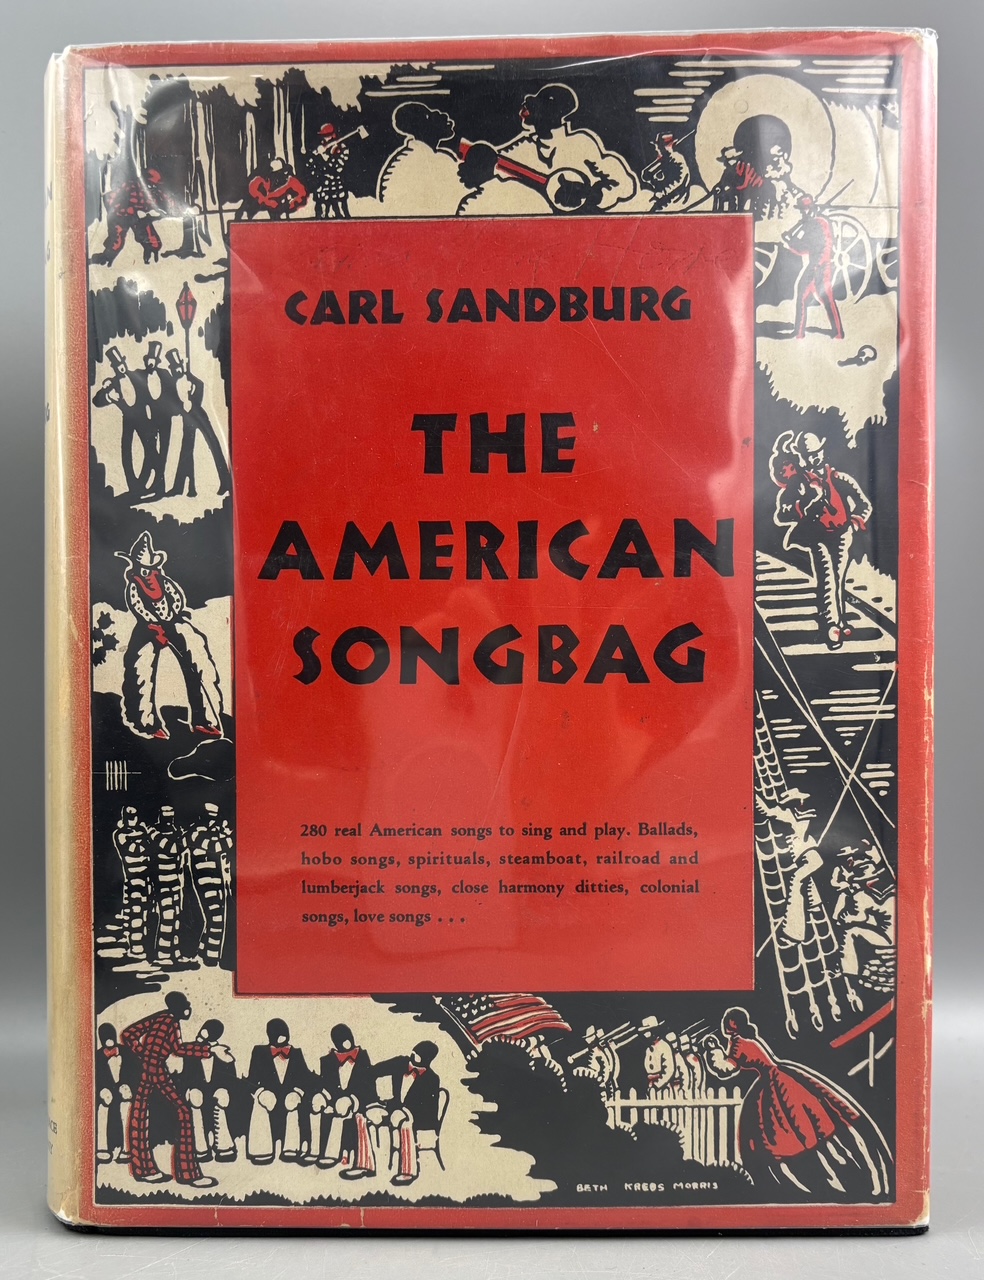 CARL SANDBURG
THE
AMERICAN
SONGBAG
280 real American songs to sing and play. Ballads,
hobo songs, spirituals, steamboat, railroad and
lumberjack songs, close harmony ditties, colonial
songs, love songs . . .
BETH KREBS MORRIS